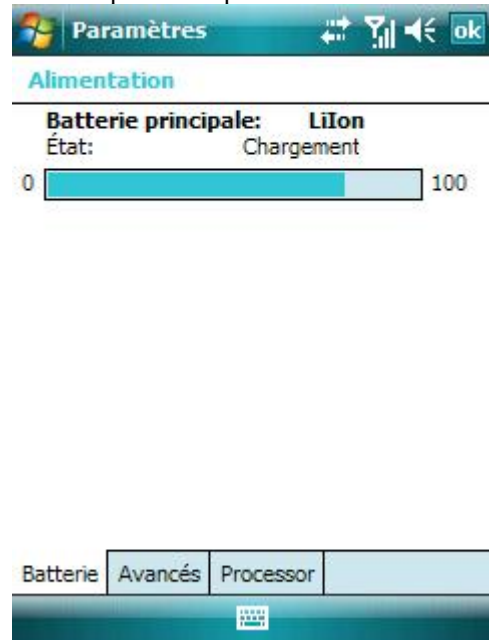 Paramètres ok
Alimentation
Batterie principale: LiIon
État: Chargement
0 100
Batterie Avancés Processor